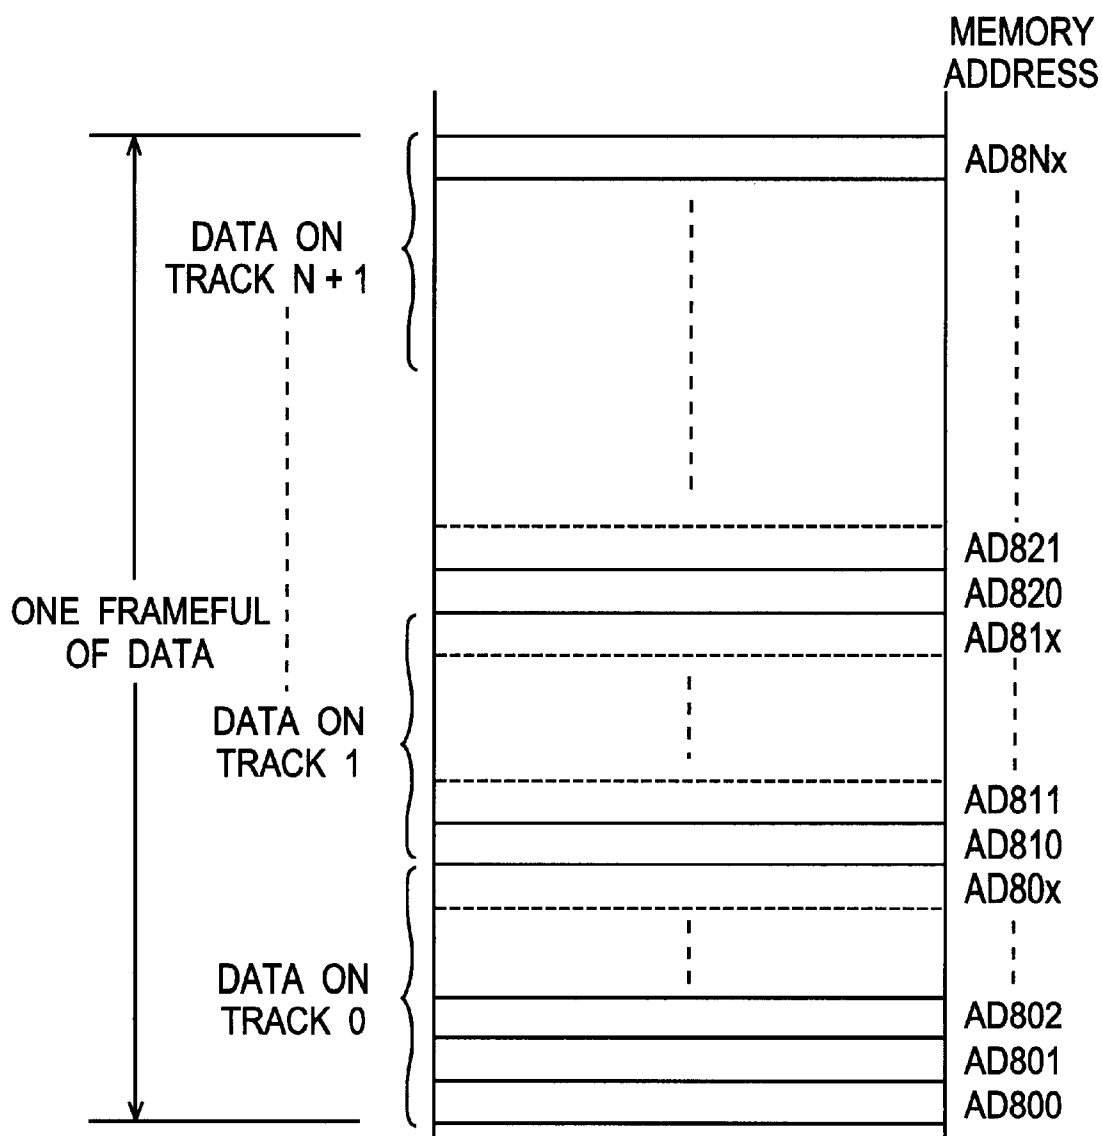 MEMORY
ADDRESS
AD8Nx
DATA ON
TRACK N + 1
AD821
AD820
ONE FRAMEFUL
OF DATA
AD81x
DATA ON
TRACK 1
AD811
AD810
AD80x
DATA ON
TRACK 0
AD802
AD801
AD800